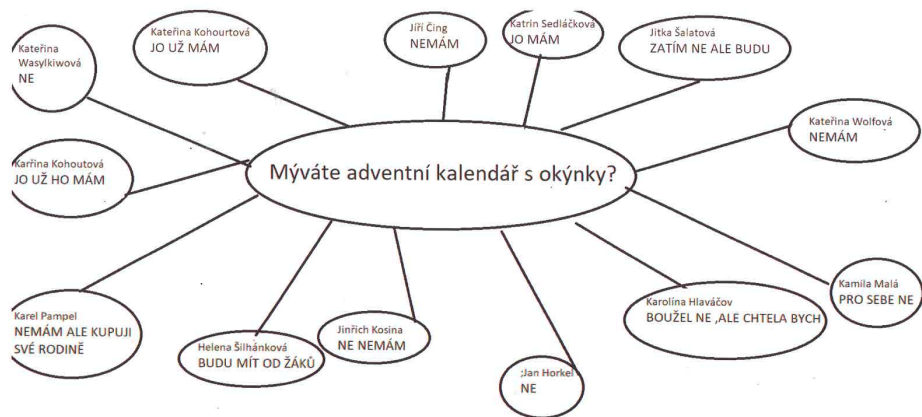 Kateřina
Wasylkiwová
NE
Kateřina Kohourtová
JO UŽ MÁM
Jiří Čing
NEMÁM
Katrin Sedláčková
JO MÁM
Jitka Šalatová
ZATÍM NE ALE BUDU
Kateřina Wolfová
NEMÁM
Mýváte adventní kalendář s okýnky?
Karřina Kohoutová
JO UŽ HO MÁM
Karel Pampel
NEMÁM ALE KUPUJI
SVÉ RODINĚ
Helena Šilhánková
BUDU MÍT OD ŽÁKŮ
Jinřich Kosina
NE NEMÁM
;Jan Horkel
NE
Karolína Hlaváčov
BOUŽEL NE ,ALE CHTELA BYCH
Kamila Malá
PRO SEBE NE